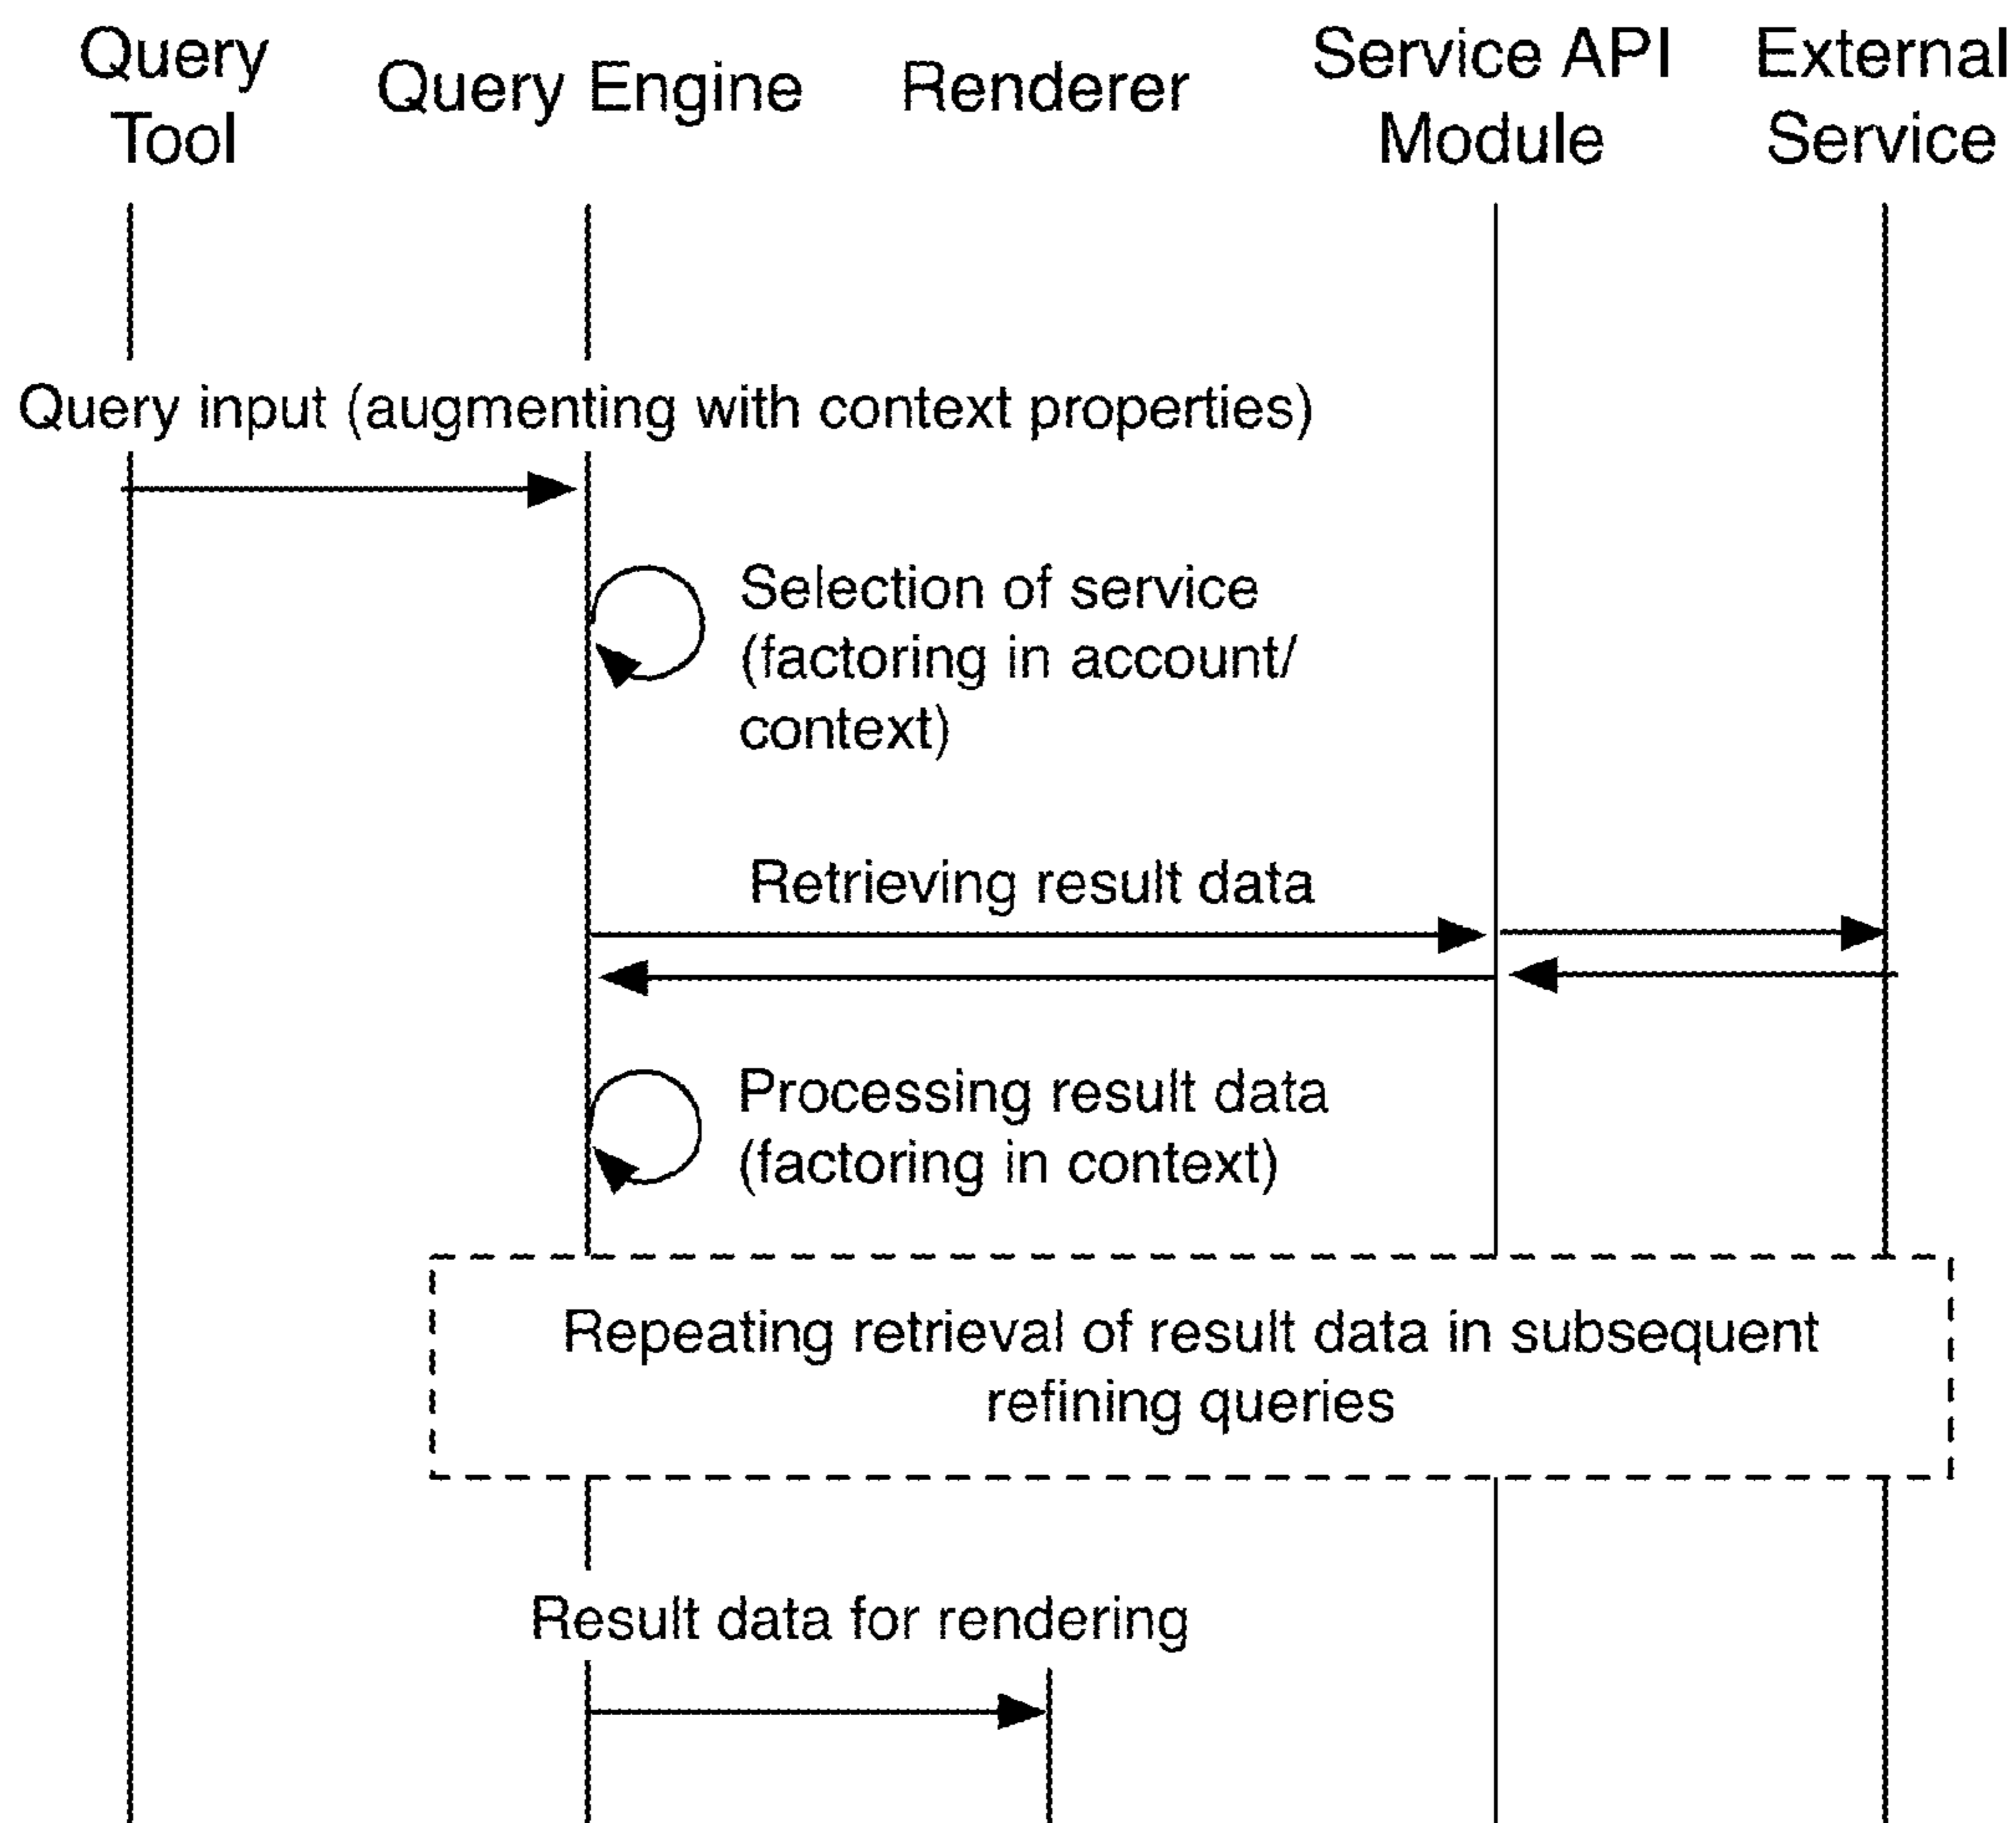 Query
Tool
Query Engine
Renderer
Service API
Module
External
Service
Query input (augmenting with context properties)
Selection of service
(factoring in account/
context)
Retrieving result data
Processing result data
(factoring in context)
Repeating retrieval of result data in subsequent
refining queries
Result data for rendering